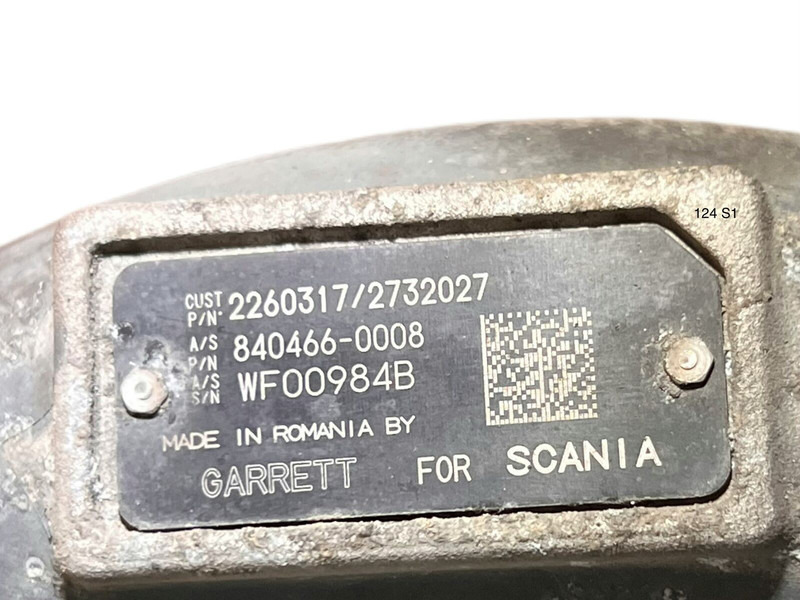 124 S1
CUST P/N 2260317/2732027
A/S P/N 840466-0008
A/S S/N WF00984B
MADE IN ROMANIA BY
GARRETT FOR SCANIA